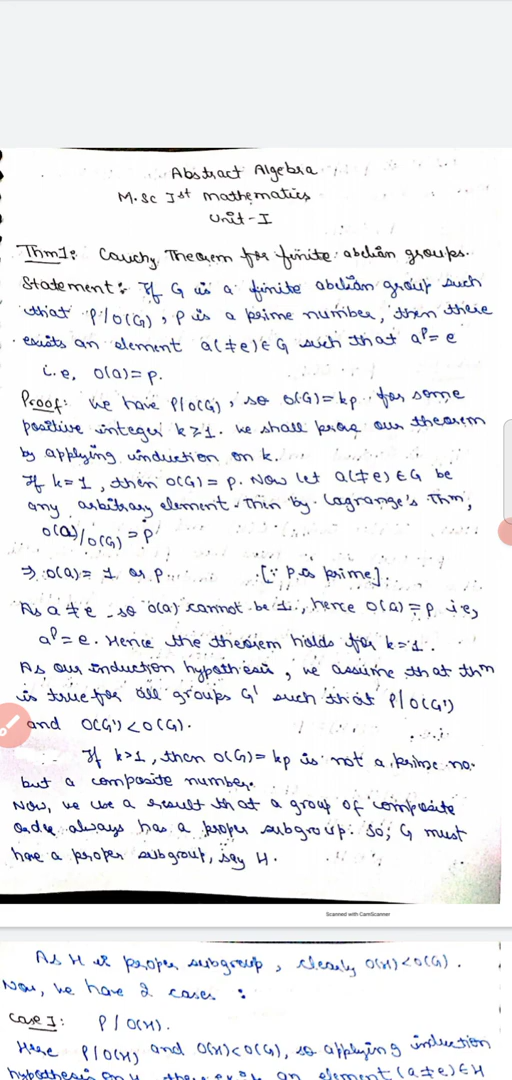 Abstract Algebra
M.Sc Ist Mathematics
Unit-I
Thm1: Cauchy Theorem for finite abelian groups.
Statement: If G is a finite abelian group such
that P/O(G), P is a prime number, then there
exists an element a(≠e)∈G such that aᵖ=e
i.e, O(a)=p.
Proof: We have P/O(G), so O(G)=kp for some
positive integer k≥1. We shall prove our theorem
by applying induction on k.
If k=1, then O(G)=p. Now let a(≠e)∈G be
any arbitrary element. Then by Lagrange's Thm,
O(a)/O(G) = p
⇒ O(a)= 1 or p. [∵ p is prime].
As a≠e so O(a) cannot be 1, hence O(a)=p i.e,
aᵖ=e. Hence the theorem holds for k=1.
As our induction hypothesis, we assume that thm
is true for all groups G' such that P/O(G')
and O(G')<O(G).
If k>1, then O(G)=kp is not a prime no.
but a composite number.
Now, we use a result that a group of composite
order always has a proper subgroup. So, G must
have a proper subgroup, say H.
Scanned with CamScanner
As H is proper subgroup, clearly O(H)<O(G).
Now, we have 2 cases :
Case I: P/O(H).
Here P/O(H) and O(H)<O(G), so applying induction
hypothesis on H, there an element (a≠e)∈H